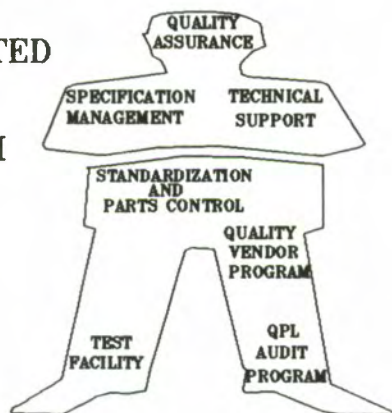 QUALITY
ASSURANCE
SPECIFICATION
MANAGEMENT
TECHNICAL
SUPPORT
STANDARDIZATION
AND
PARTS CONTROL
QUALITY
VENDOR
PROGRAM
TEST
FACILITY
QPL
AUDIT
PROGRAM